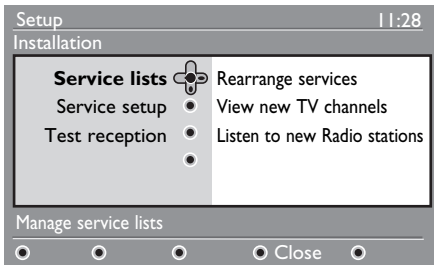 Setup 11:28
Installation
Service lists Rearrange services
Service setup View new TV channels
Test reception Listen to new Radio stations
Manage service lists
Close